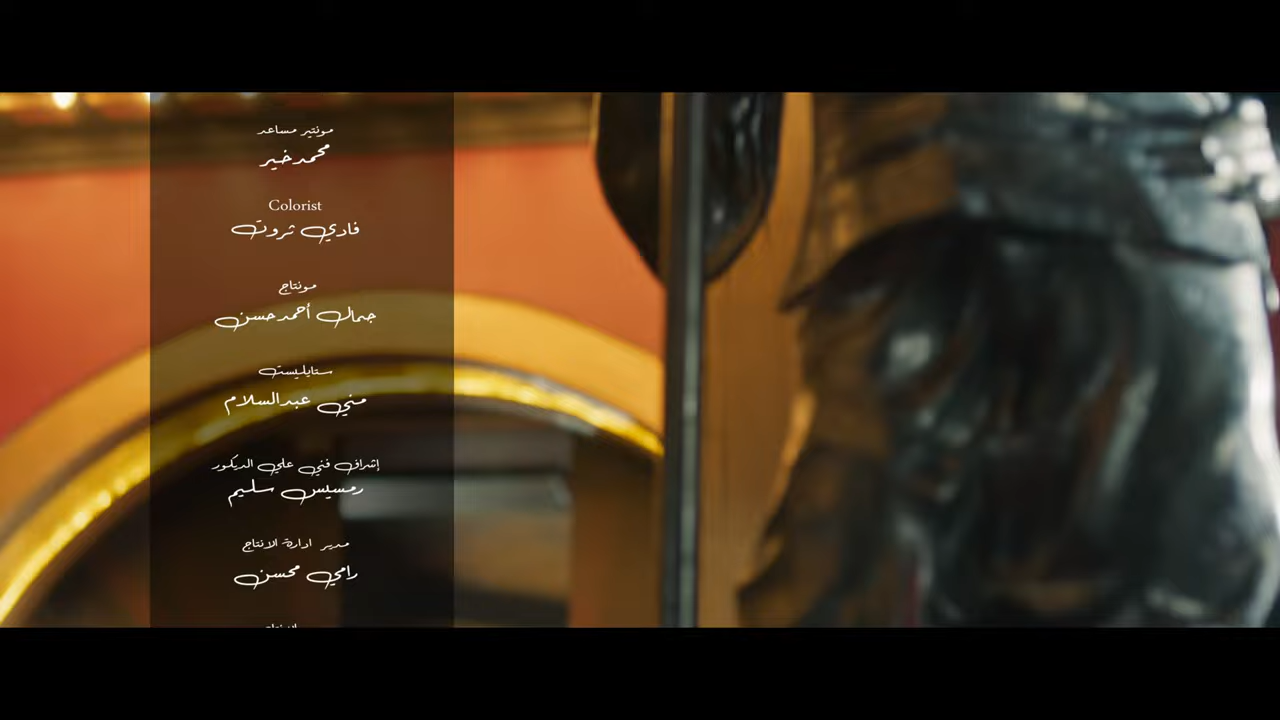 مونتير مساعد
محمد خير
Colorist
فادي ثروت
مونتاج
جمال أحمد حسن
ستايليست
مني عبدالسلام
إشراف فني علي الديكور
رمسيس سليم
مدير ادارة الانتاج
رامي محسن